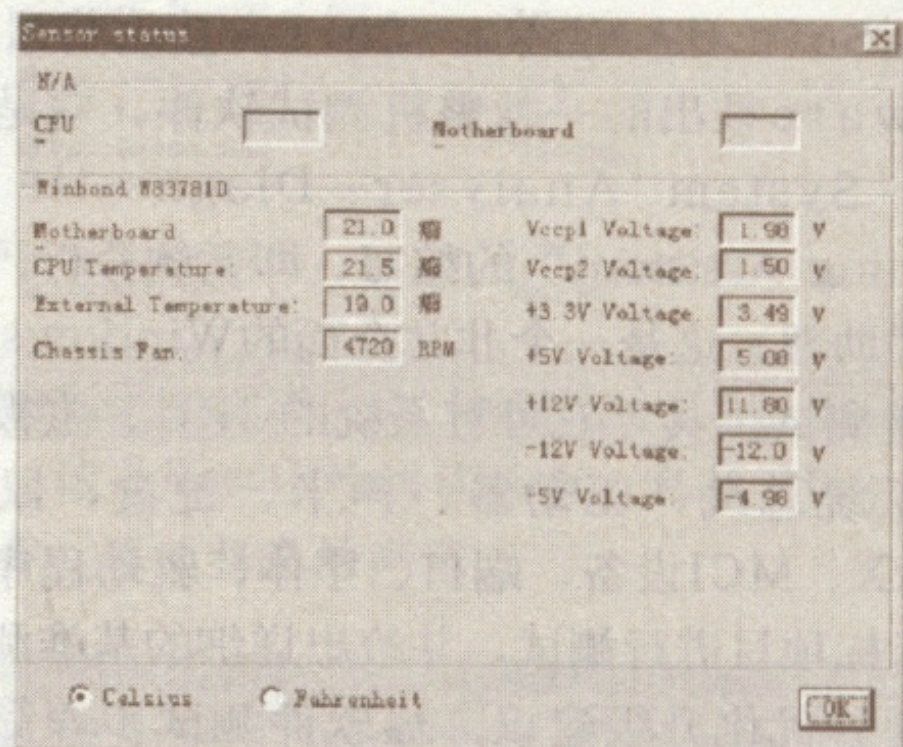 Sensor status
N/A
CPU
Motherboard
Winbond W83781D
Motherboard 21.0
CPU Temperature: 21.5
External Temperature: 19.0
Chassis Fan: 4720 RPM
Vccp1 Voltage: 1.98 V
Vccp2 Voltage: 1.50 V
+3.3V Voltage: 3.49 V
+5V Voltage: 5.08 V
+12V Voltage: 11.80 V
-12V Voltage: -12.0 V
-5V Voltage: -4.98 V
Celsius
Fahrenheit
OK